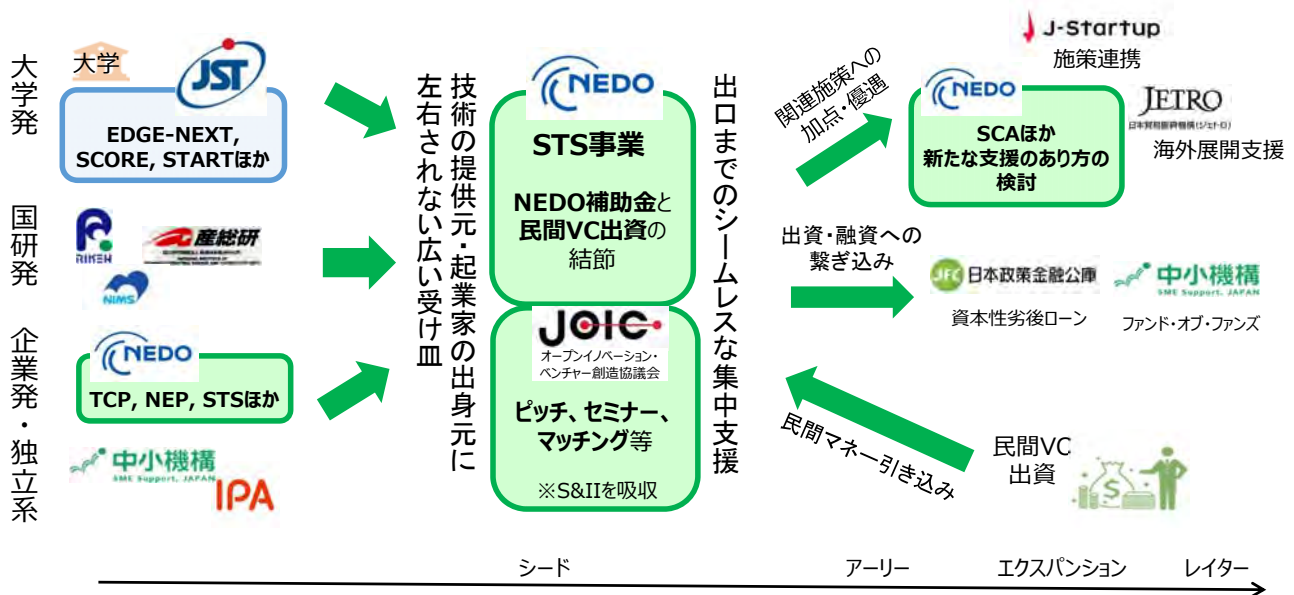 大学発
大学
JST
EDGE-NEXT,
SCORE, STARTほか
国研発
RIKEN
産総研
NIMS
企業発・独立系
NEDO
TCP, NEP, STSほか
中小機構
SME Support, JAPAN
IPA
技術の提供元・起業家の出身元に
左右されない広い受け皿
NEDO
STS事業
NEDO補助金と
民間VC出資の
結節
JOIC
オープンイノベーション・
ベンチャー創造協議会
ピッチ、セミナー、
マッチング等
※S&IIを吸収
出口までのシームレスな集中支援
関連施策への
加点・優遇
J-Startup
施策連携
NEDO
SCAほか
新たな支援のあり方の
検討
JETRO
日本貿易振興機構(ジェトロ)
海外展開支援
出資・融資への
繋ぎ込み
JFC 日本政策金融公庫
資本性劣後ローン
中小機構
SME Support, JAPAN
ファンド・オブ・ファンズ
民間マネー引き込み
民間VC
出資
シード
アーリー
エクスパンション
レイター